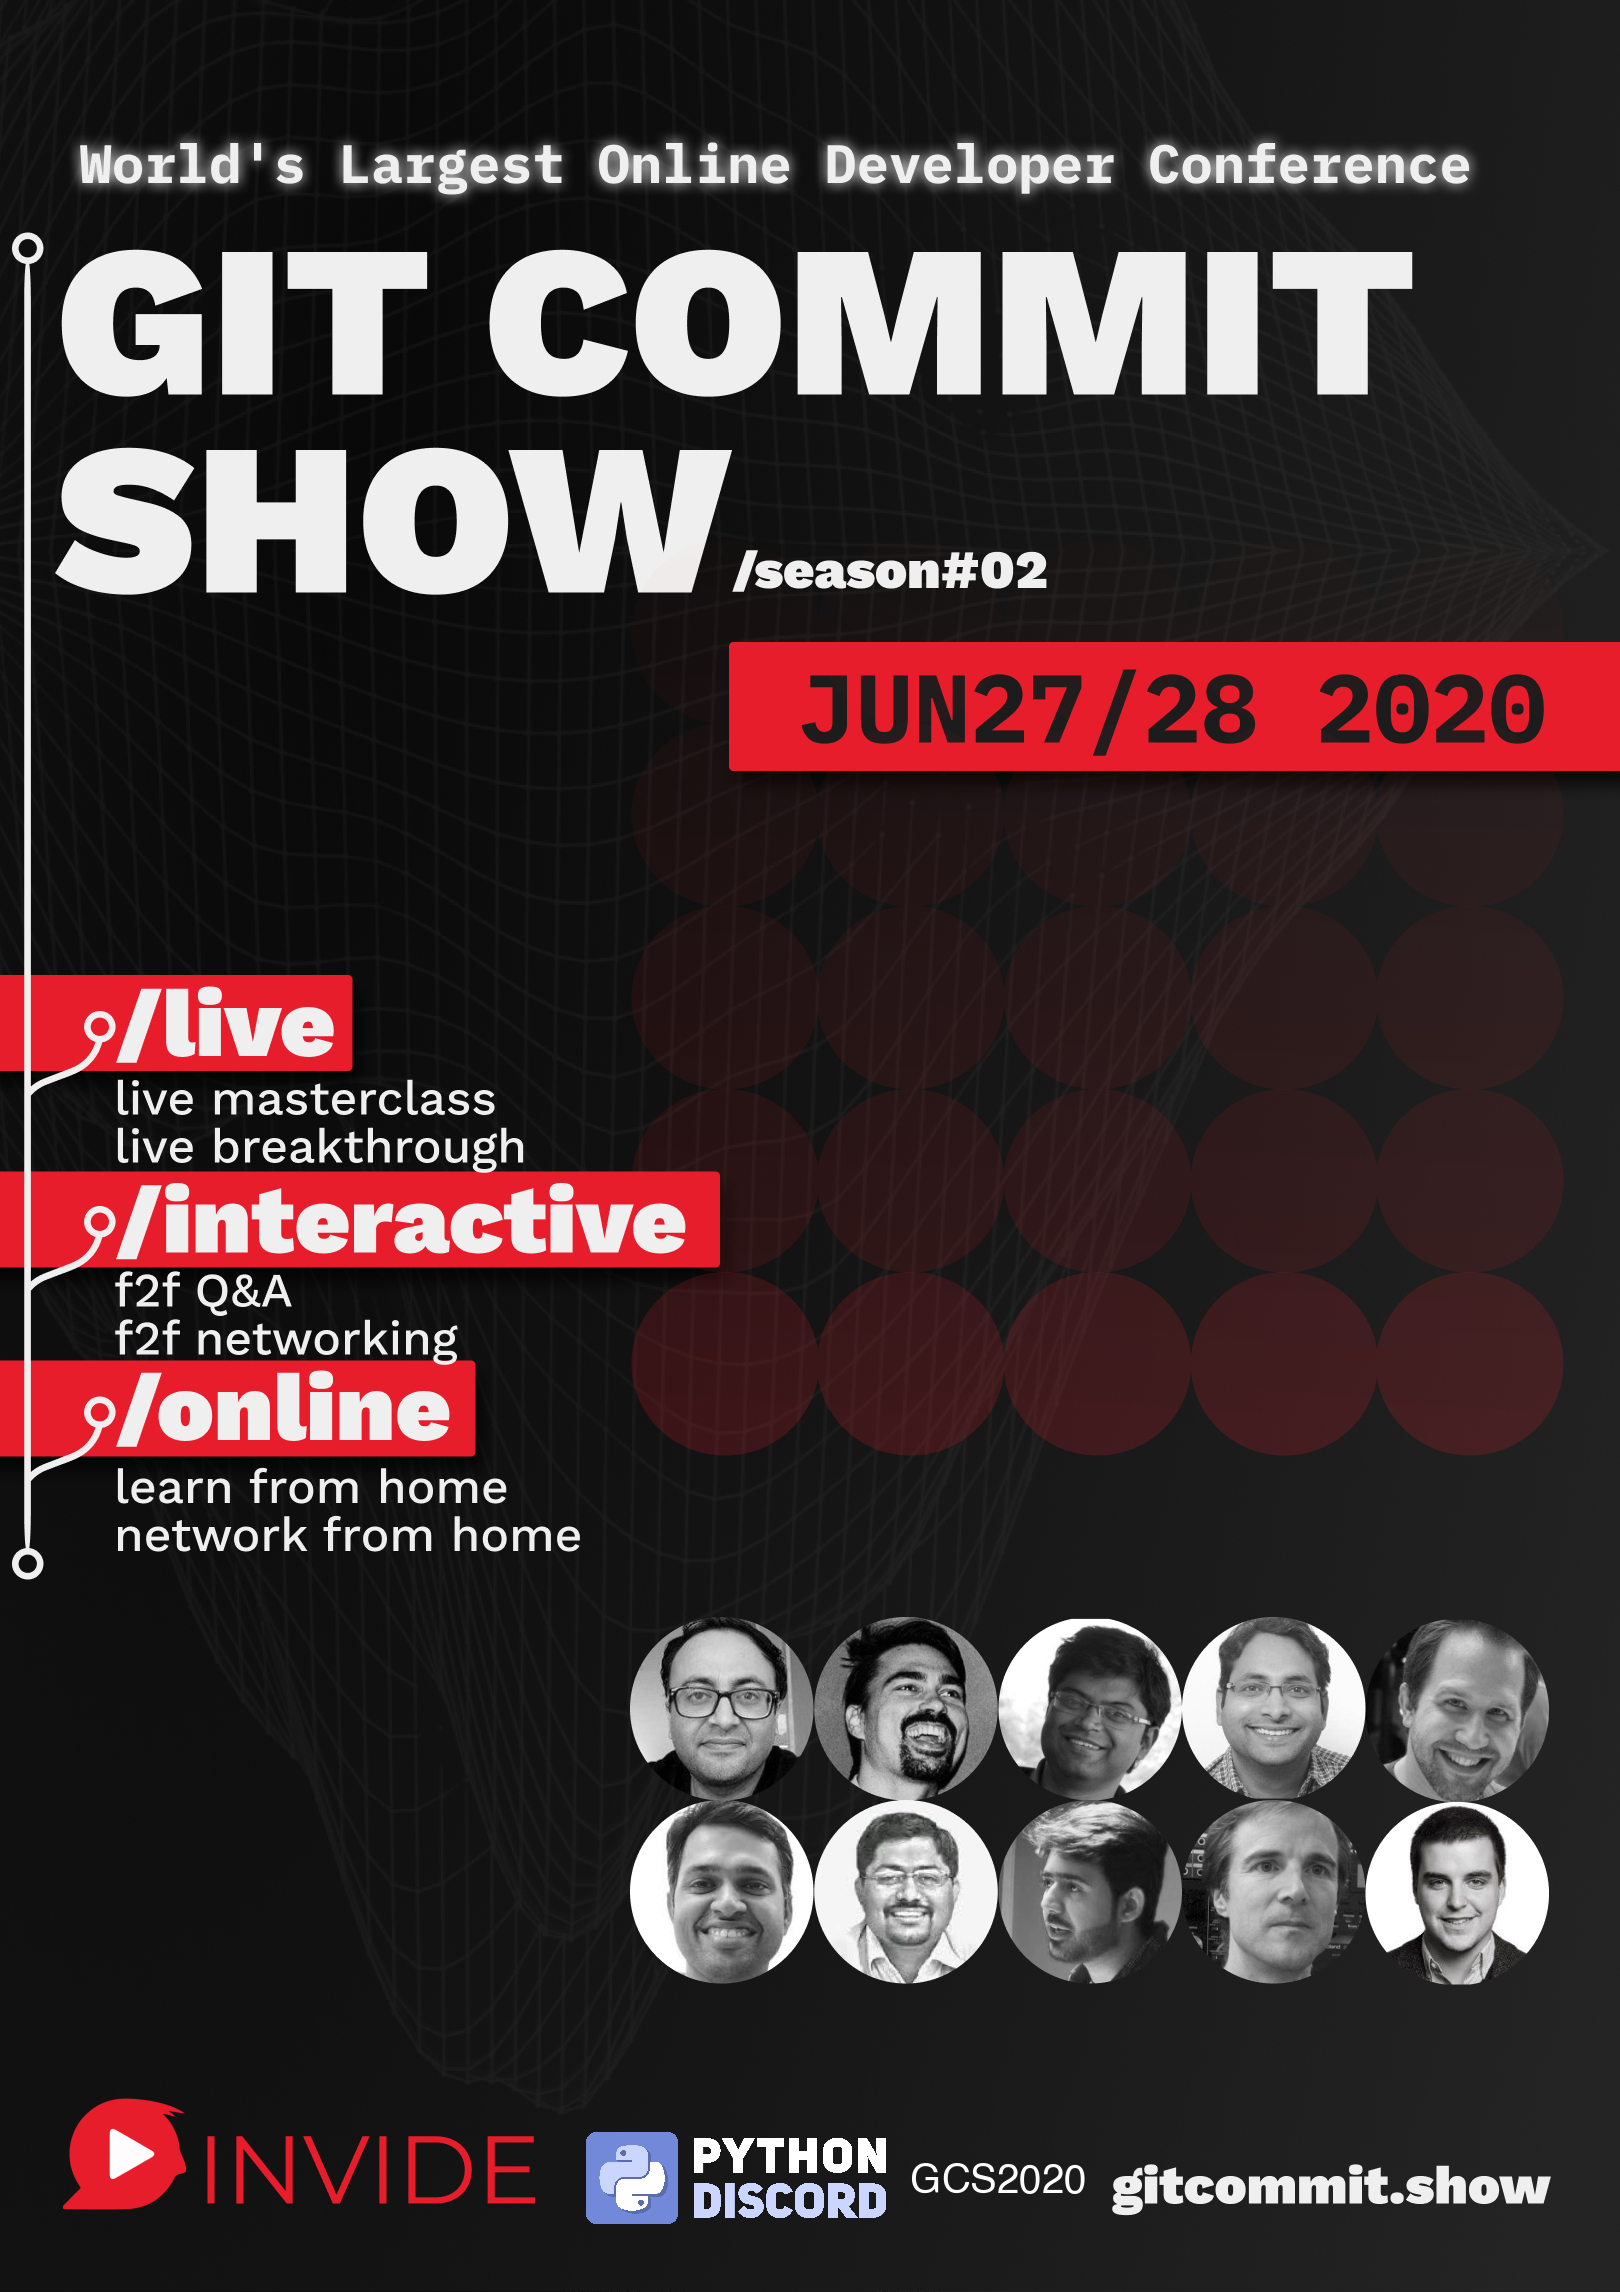 World's Largest Online Developer Conference
GIT COMMIT
SHOW /season#02
JUN27/28 2020
/live
live masterclass
live breakthrough
/interactive
f2f Q&A
f2f networking
/online
learn from home
network from home
INVIDE
PYTHON
DISCORD
GCS2020
gitcommit.show